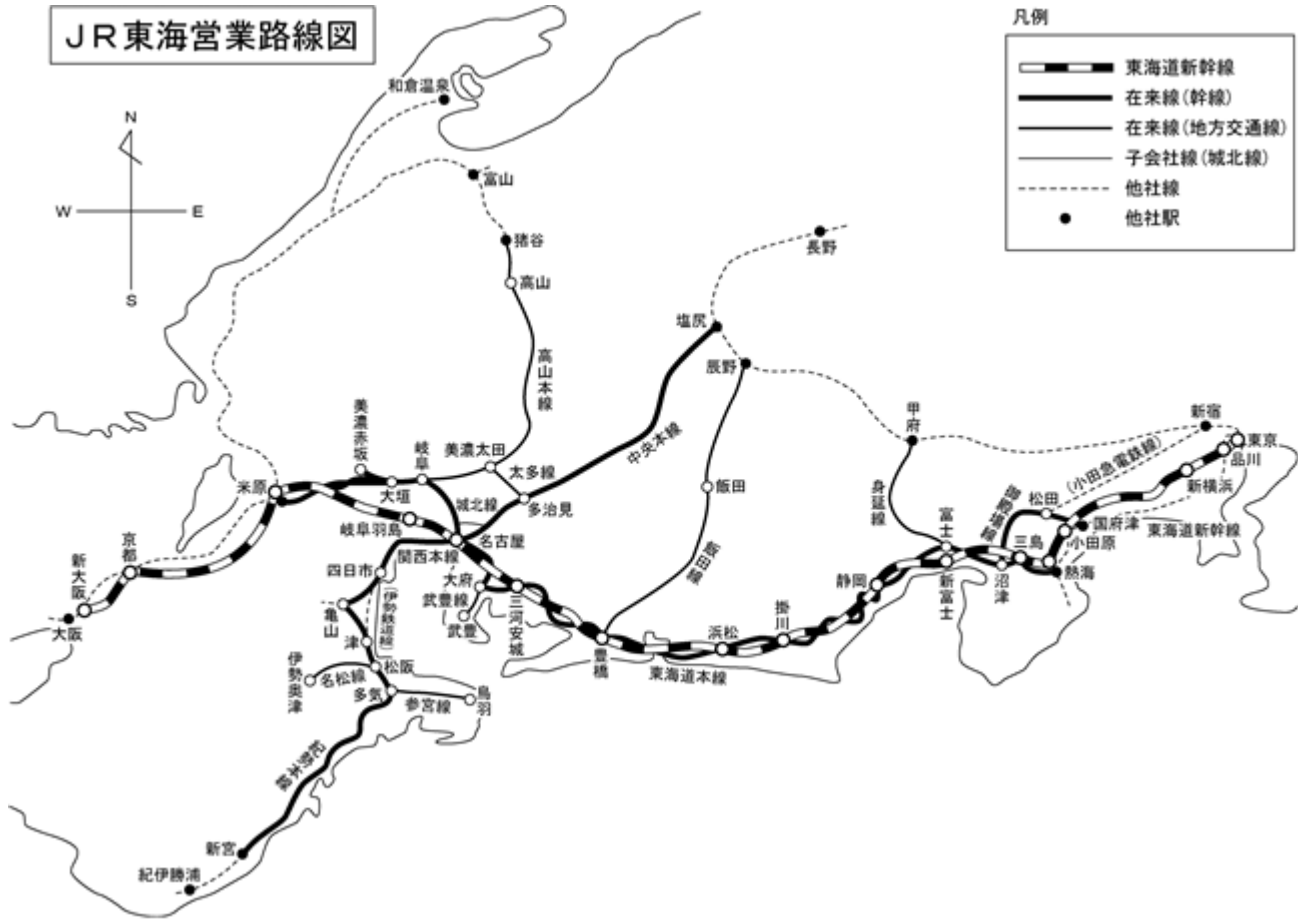 JR東海営業路線図
凡例
東海道新幹線
在来線(幹線)
在来線(地方交通線)
子会社線(城北線)
他社線
他社駅
N
W
E
S
和倉温泉
富山
猪谷
高山
高山本線
長野
塩尻
辰野
中央本線
甲府
新宿
東京
品川
新横浜
(小田急電鉄線)
東海道新幹線
国府津
小田原
熱海
松田
御殿場線
三島
沼津
富士
新富士
身延線
静岡
掛川
浜松
東海道本線
豊橋
飯田
飯田線
三河安城
美濃赤坂
大垣
岐阜
美濃太田
太多線
多治見
城北線
岐阜羽島
名古屋
米原
京都
新大阪
大阪
関西本線
四日市
大府
武豊線
武豊
(伊勢鉄道線)
亀山
津
松阪
名松線
伊勢奥津
多気
参宮線
鳥羽
紀勢本線
新宮
紀伊勝浦